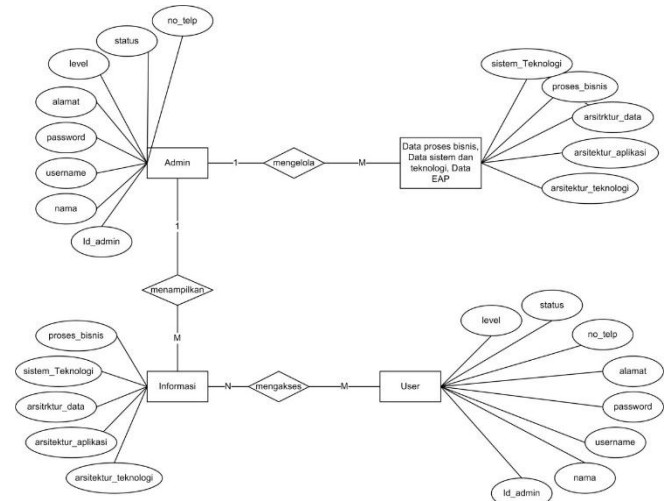 no_telp
status
level
alamat
password
username
nama
Id_admin
Admin
1
mengelola
M
Data proses bisnis,
Data sistem dan
teknologi, Data
EAP
sistem_Teknologi
proses_bisnis
arsitrktur_data
arsitektur_aplikasi
arsitektur_teknologi
1
menampilkan
M
proses_bisnis
sistem_Teknologi
arsitrktur_data
arsitektur_aplikasi
arsitektur_teknologi
Informasi
N
mengakses
M
User
level
status
no_telp
alamat
password
username
nama
Id_admin